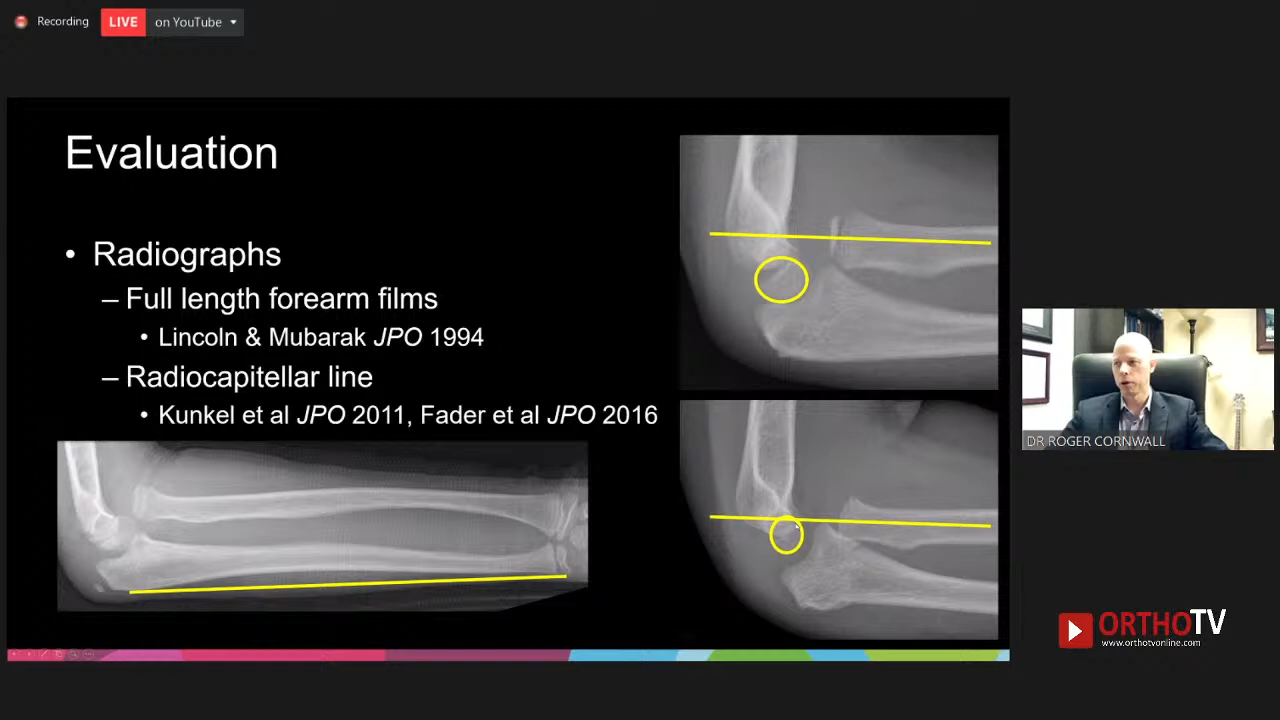 Recording
LIVE
on YouTube
Evaluation
• Radiographs
– Full length forearm films
• Lincoln & Mubarak JPO 1994
– Radiocapitellar line
• Kunkel et al JPO 2011, Fader et al JPO 2016
DR ROGER CORNWALL
ORTHOTV
www.orthotvonline.com